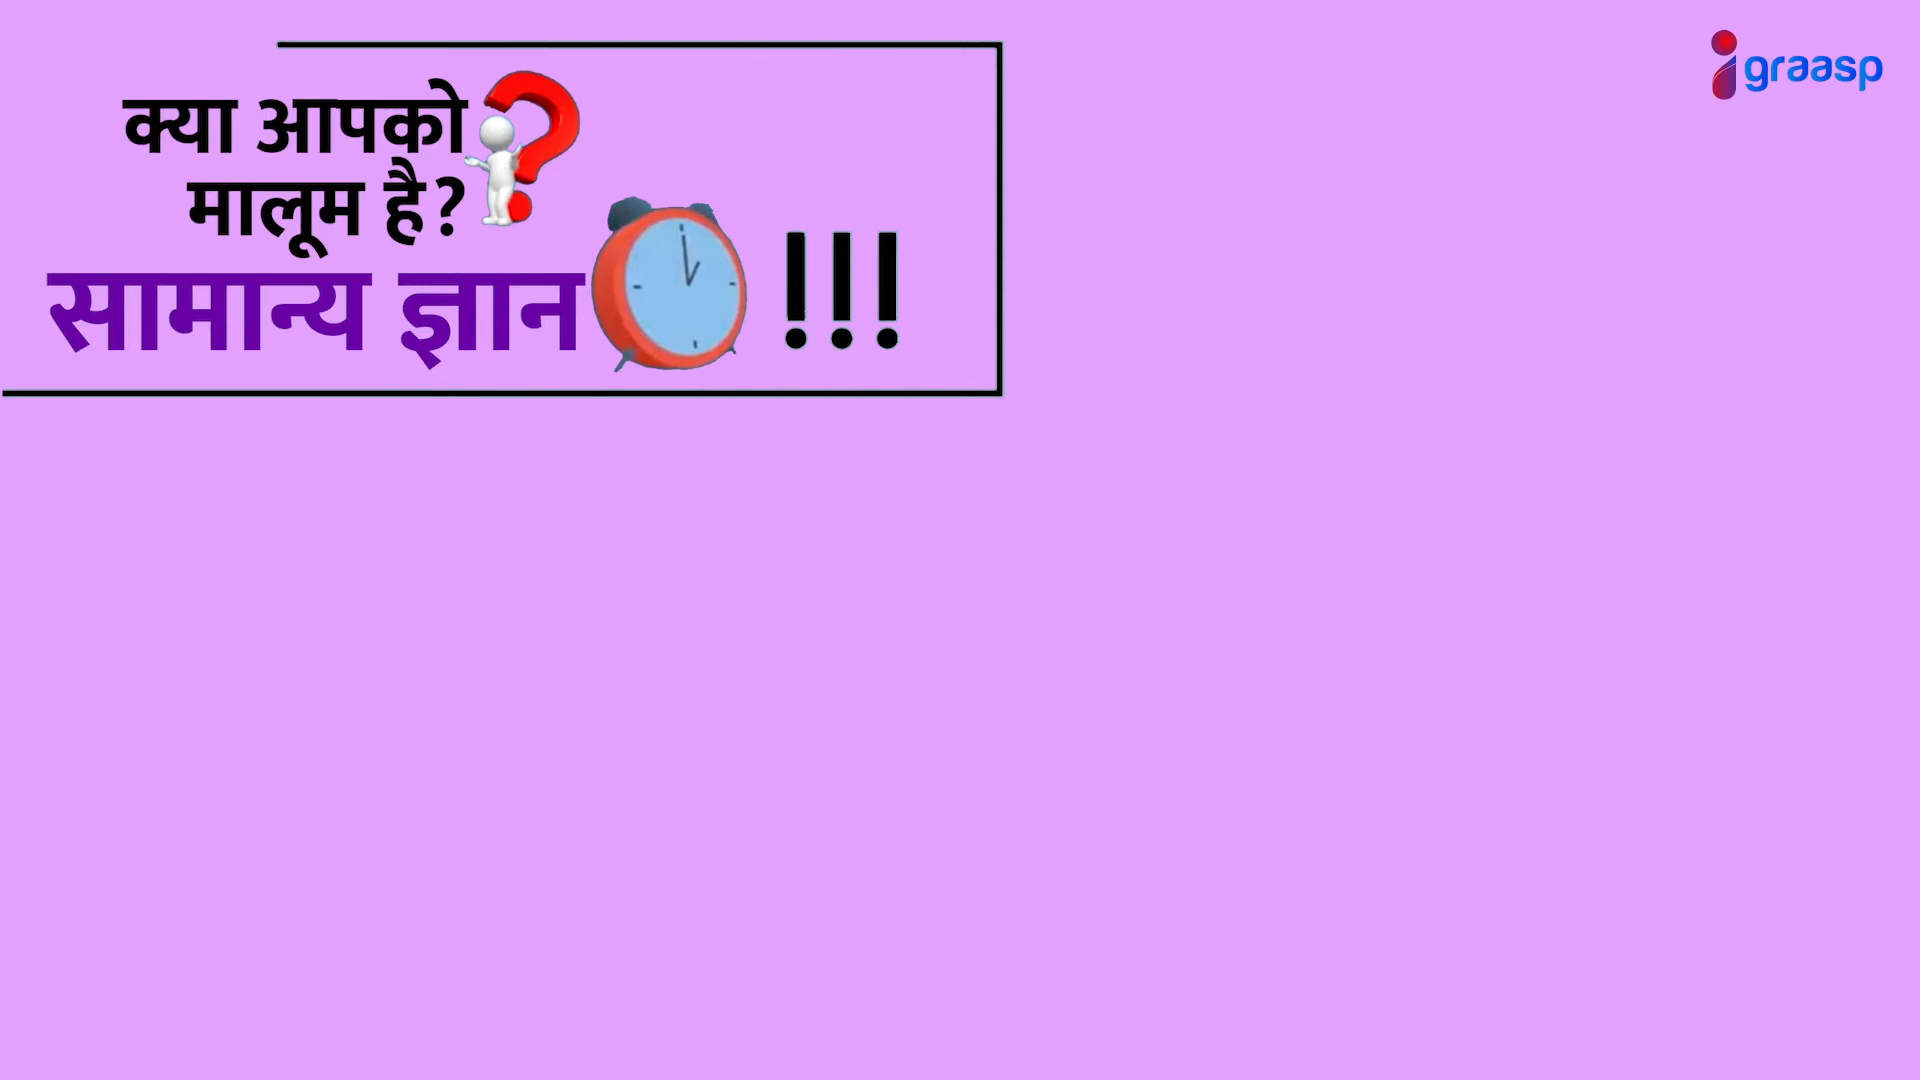 क्या आपको
मालूम है?
सामान्य ज्ञान !!!
graasp